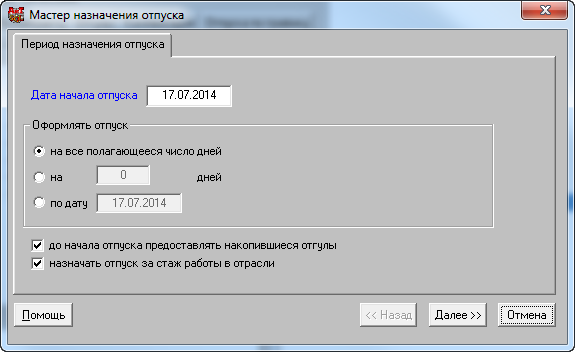 Мастер назначения отпуска
Период назначения отпуска
Дата начала отпуска 17.07.2014
Оформлять отпуск
на все полагающееся число дней
на 0 дней
по дату 17.07.2014
до начала отпуска предоставлять накопившиеся отгулы
назначать отпуск за стаж работы в отрасли
Помощь << Назад Далее >> Отмена